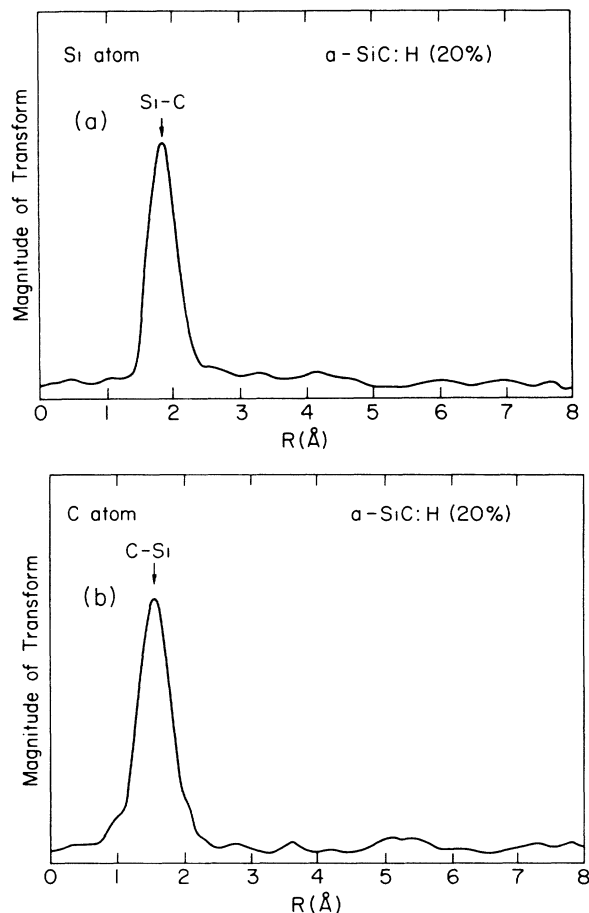 Si atom
a-SiC:H (20%)
Si-C
(a)
Magnitude of Transform
0 1 2 3 4 5 6 7 8
R(Å)
C atom
a-SiC:H (20%)
C-Si
(b)
Magnitude of Transform
0 1 2 3 4 5 6 7 8
R(Å)